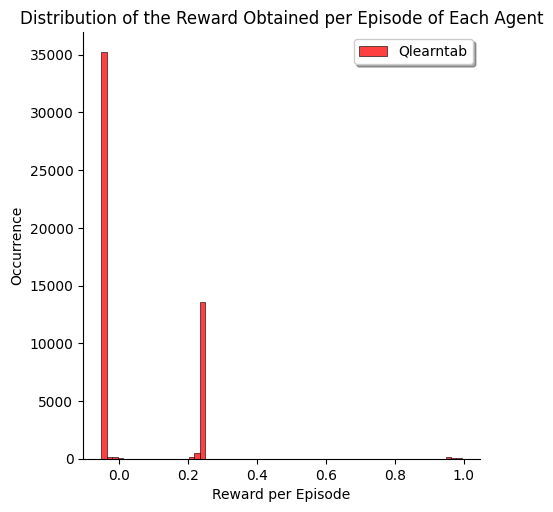 Distribution of the Reward Obtained per Episode of Each Agent
Qlearntab
35000
30000
25000
20000
15000
10000
5000
0
Occurrence
0.0 0.2 0.4 0.6 0.8 1.0
Reward per Episode